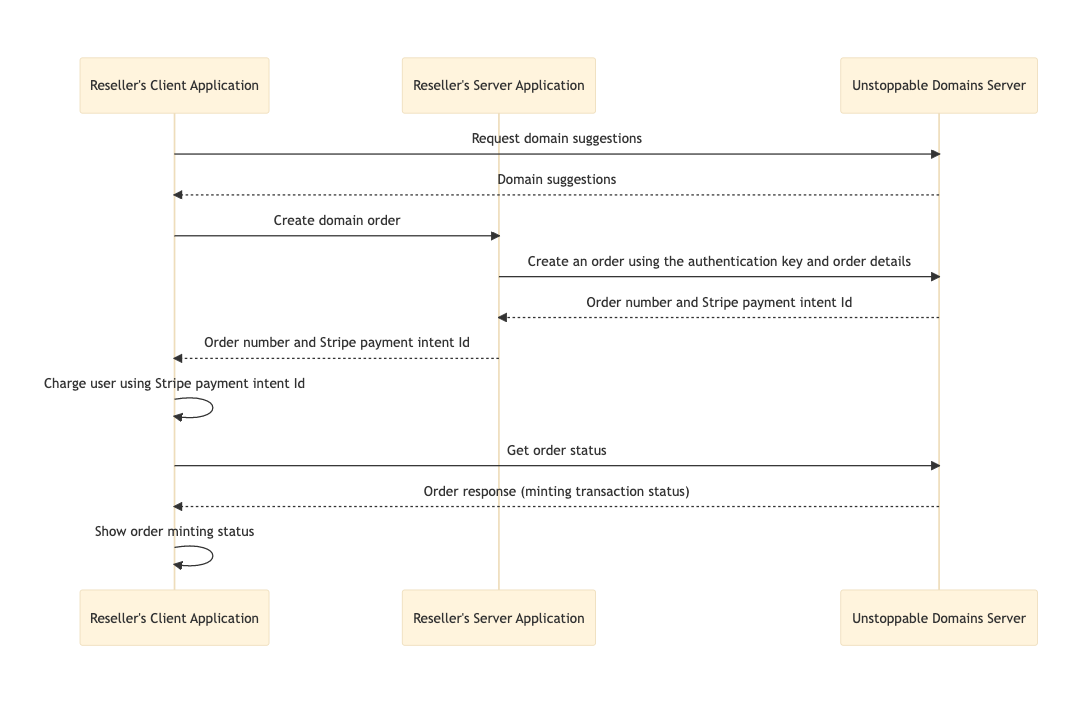 Reseller's Client Application
Reseller's Server Application
Unstoppable Domains Server
Request domain suggestions
Domain suggestions
Create domain order
Create an order using the authentication key and order details
Order number and Stripe payment intent Id
Order number and Stripe payment intent Id
Charge user using Stripe payment intent Id
Get order status
Order response (minting transaction status)
Show order minting status
Reseller's Client Application
Reseller's Server Application
Unstoppable Domains Server